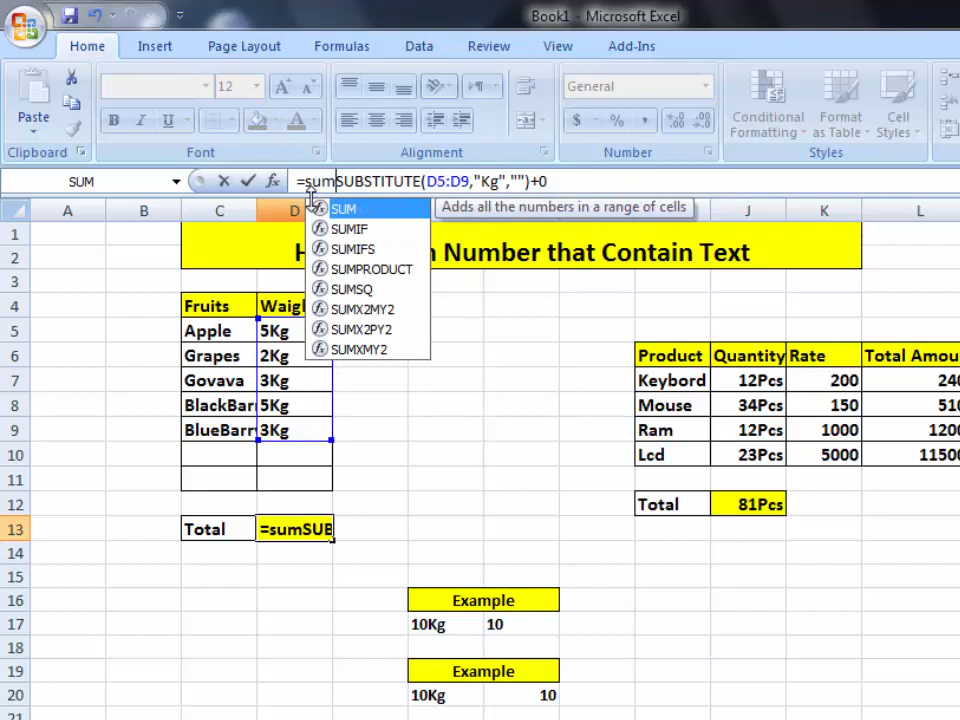 Book1 - Microsoft Excel
Home Insert Page Layout Formulas Data Review View Add-Ins
12 General
Paste B I U $ % , Conditional Formatting Format as Table Cell Styles
Clipboard Font Alignment Number Styles
SUM =sumSUBSTITUTE(D5:D9,"Kg","")+0
SUM Adds all the numbers in a range of cells
SUMIF
SUMIFS
SUMPRODUCT
SUMSQ
SUMX2MY2
SUMX2PY2
SUMXMY2
A B C D J K L
1
2 Number that Contain Text
3
4 Fruits
5 Apple 5Kg
6 Grapes 2Kg Product Quantity Rate Total Amou
7 Govava 3Kg Keybord 12Pcs 200 240
8 BlackBarr 5Kg Mouse 34Pcs 150 510
9 BlueBarry 3Kg Ram 12Pcs 1000 1200
10 Lcd 23Pcs 5000 11500
11
12 Total 81Pcs
13 Total =sumSUB
14
15
16 Example
17 10Kg 10
18
19 Example
20 10Kg 10
21